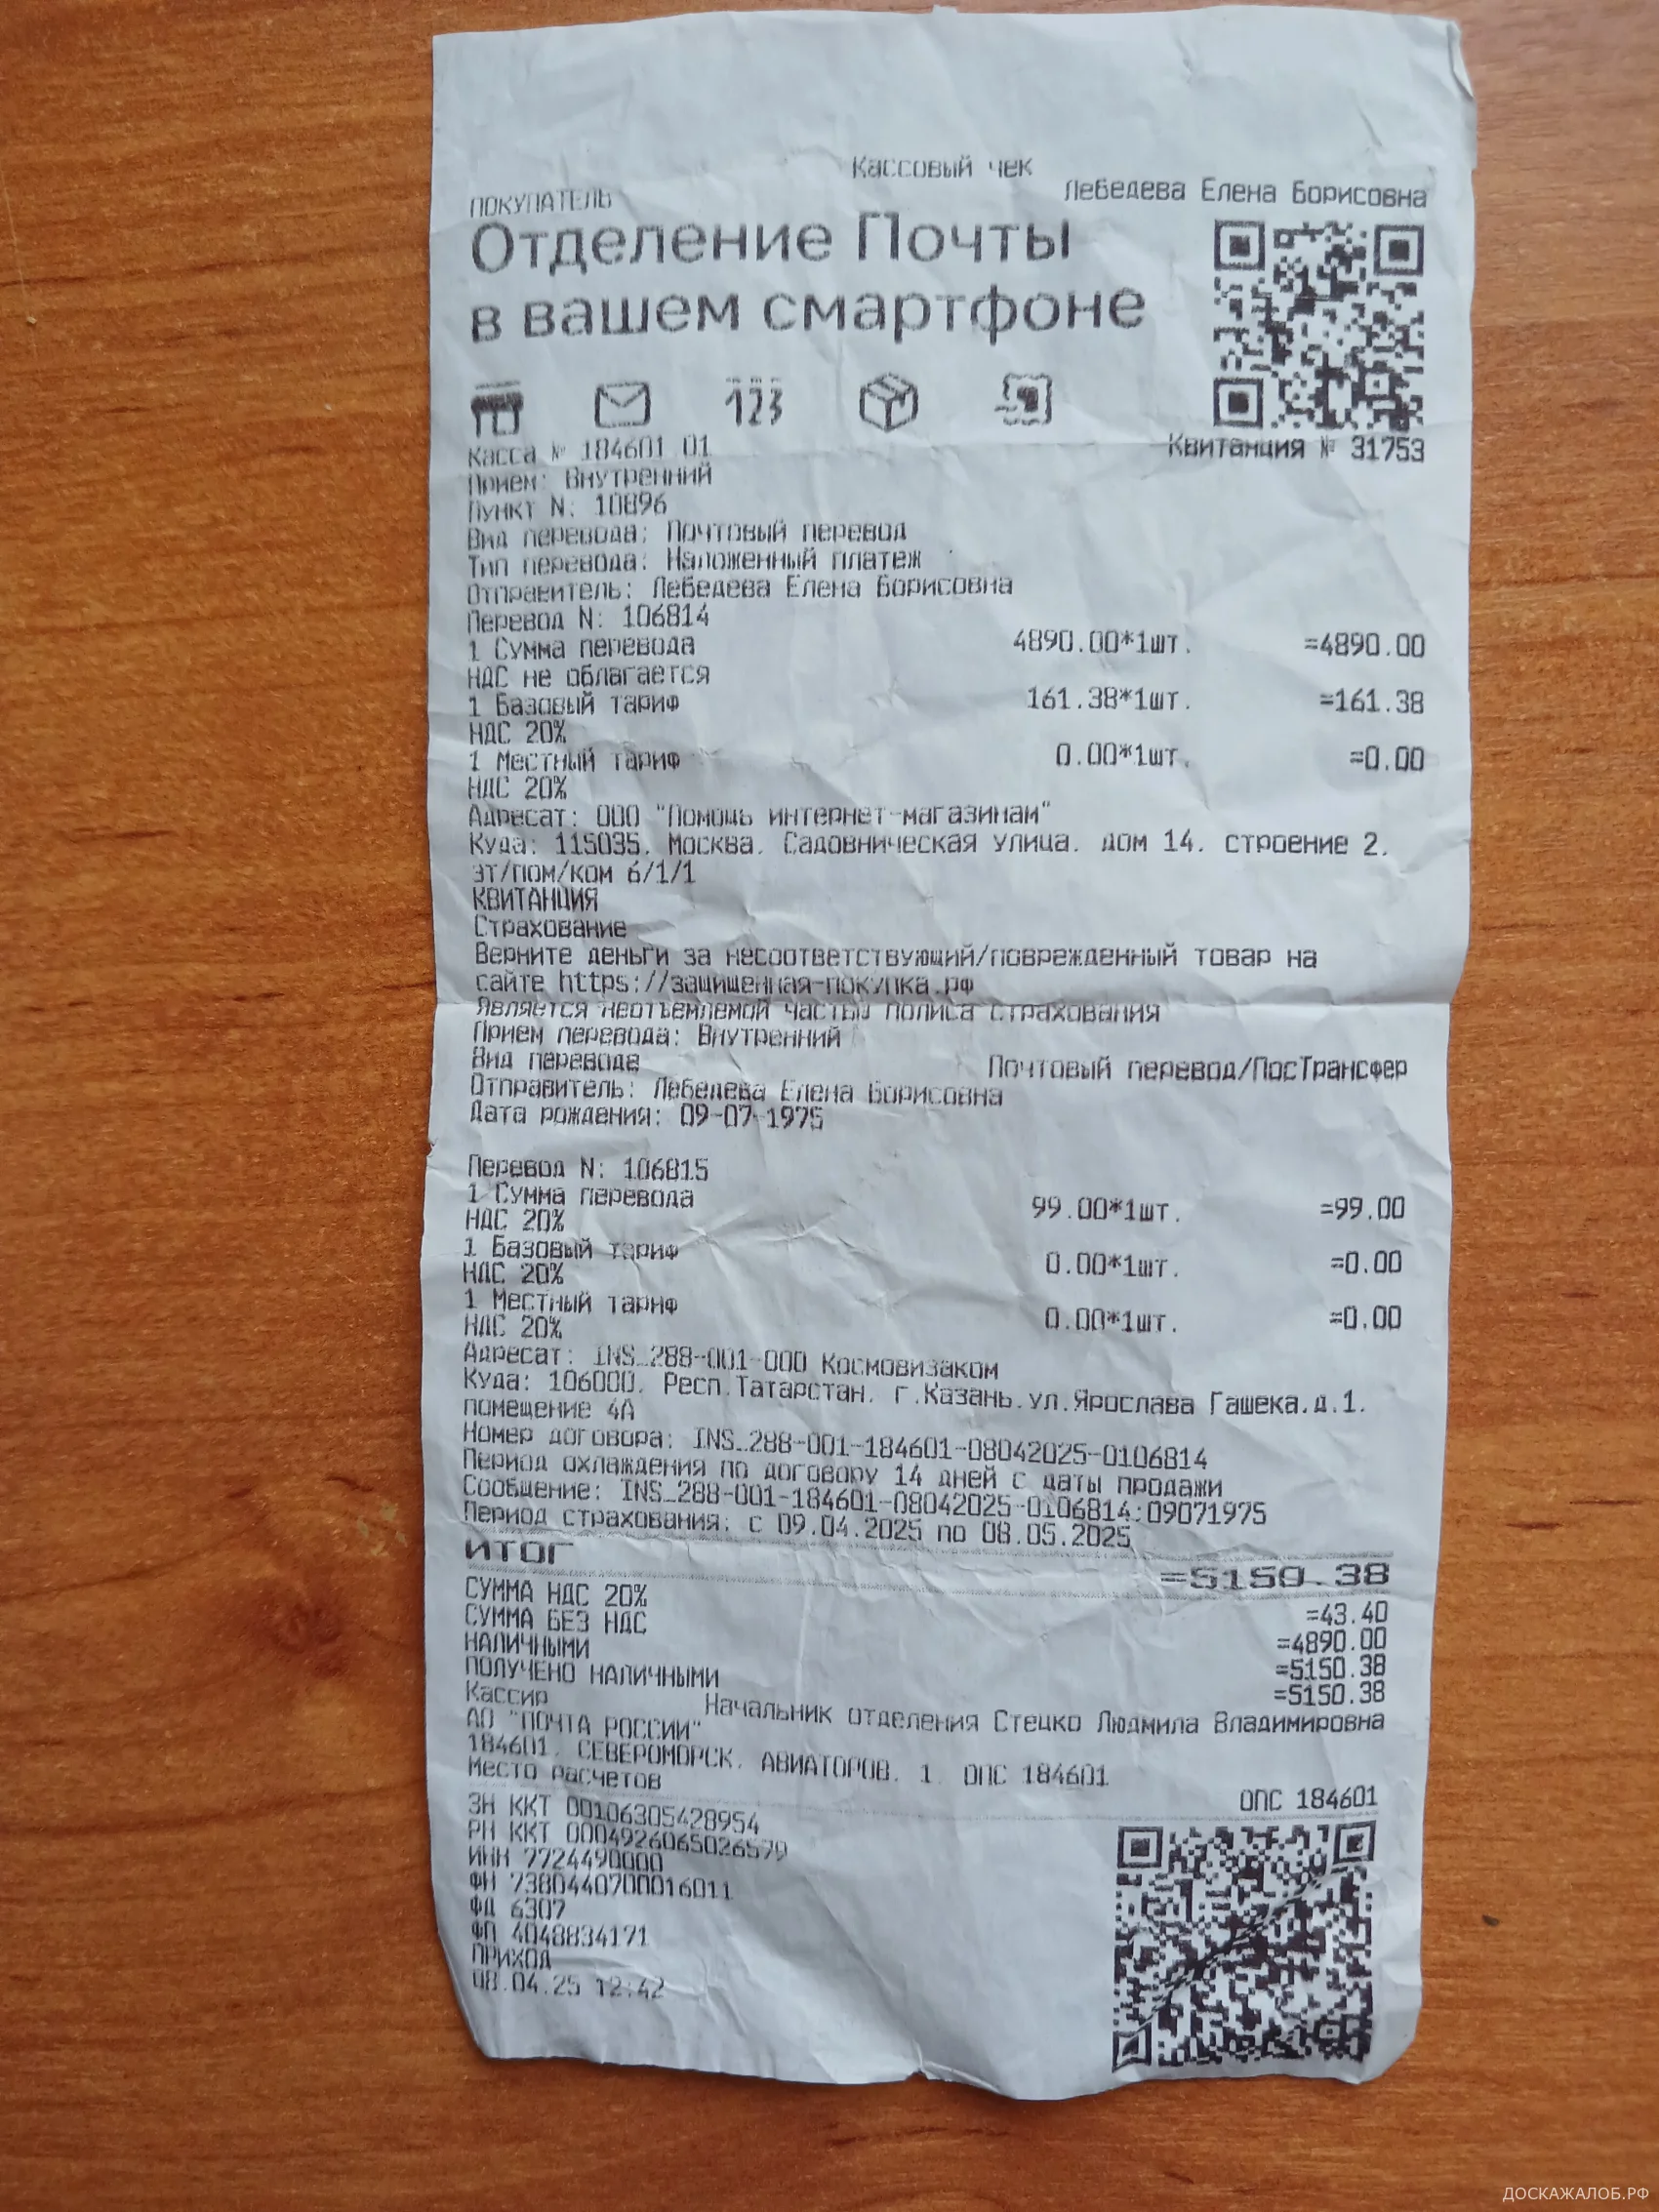 Кассовый чек
ПОКУПАТЕЛЬ Лебедева Елена Борисовна
Отделение Почты
в вашем смартфоне
123
Касса № 184601 01 Квитанция № 31753
Прием: Внутренний
Пункт N: 10896
Вид перевода: Почтовый перевод
Тип перевода: Наложенный платеж
Отправитель: Лебедева Елена Борисовна
Перевод N: 106814
1 Сумма перевода 4890.00*1шт. =4890.00
НДС не облагается
1 Базовый тариф 161.38*1шт. =161.38
НДС 20%
1 Местный тариф 0.00*1шт. =0.00
НДС 20%
Адресат: ООО "Помощь интернет-магазинам"
Куда: 115035, Москва, Садовническая улица, дом 14, строение 2,
эт/пом/ком 6/1/1
КВИТАНЦИЯ
Страхование
Верните деньги за несоответствующий/поврежденный товар на
сайте https://защищенная-покупка.рф
Является неотъемлемой частью полиса страхования
Прием перевода: Внутренний
Вид перевода Почтовый перевод/ПосТрансфер
Отправитель: Лебедева Елена Борисовна
Дата рождения: 09-07-1975
Перевод N: 106815
1 Сумма перевода 99.00*1шт. =99.00
НДС 20%
1 Базовый тариф 0.00*1шт. =0.00
НДС 20%
1 Местный тариф 0.00*1шт. =0.00
НДС 20%
Адресат: INS_288-001-000 Космовизаком
Куда: 106000, Респ.Татарстан, г.Казань,ул.Ярослава Гашека,д.1,
помещение 4А
Номер договора: INS_288-001-184601-08042025-0106814
Период охлаждения по договору 14 дней с даты продажи
Сообщение: INS_288-001-184601-08042025-0106814;09071975
Период страхования: с 09.04.2025 по 08.05.2025
ИТОГ =5150.38
СУММА НДС 20% =43.40
СУММА БЕЗ НДС =4890.00
НАЛИЧНЫМИ =5150.38
ПОЛУЧЕНО НАЛИЧНЫМИ =5150.38
Кассир Начальник отделения Стецко Людмила Владимировна
АО "ПОЧТА РОССИИ"
184601, СЕВЕРОМОРСК, АВИАТОРОВ, 1, ОПС 184601
Место расчетов ОПС 184601
ЗН ККТ 00106305428954
РН ККТ 0004926065026579
ИНН 7724490000
ФН 7380440700016011
ФД 6307
ФП 4048834171
ПРИХОД
08.04.25 12:42
ДОСКАЖАЛОБ.РФ